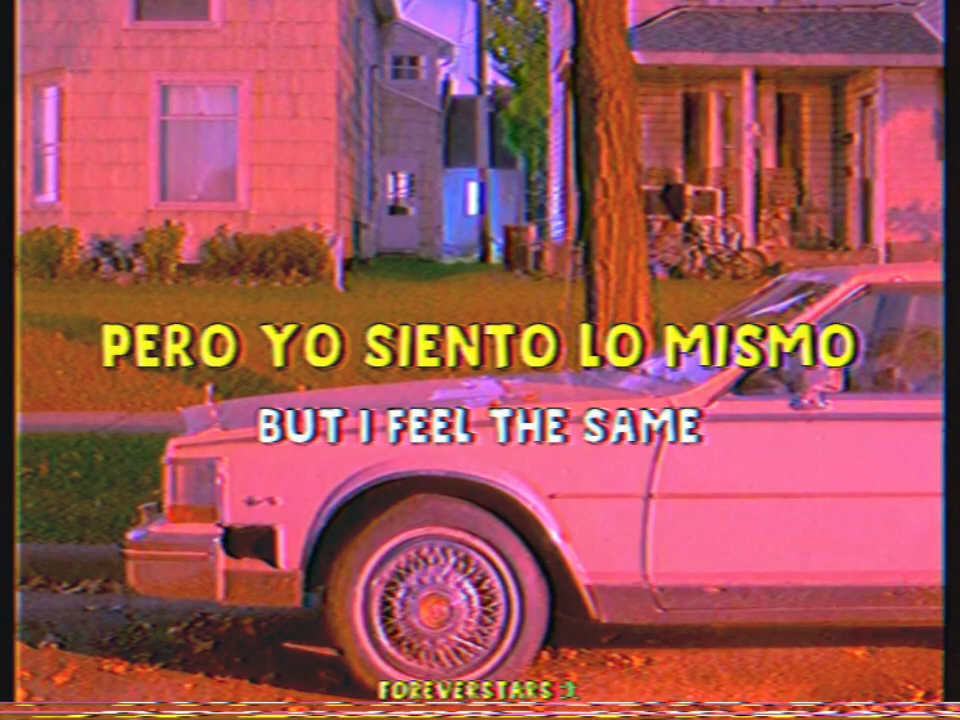 PERO YO SIENTO LO MISMO
BUT I FEEL THE SAME
FOREVERSTARS